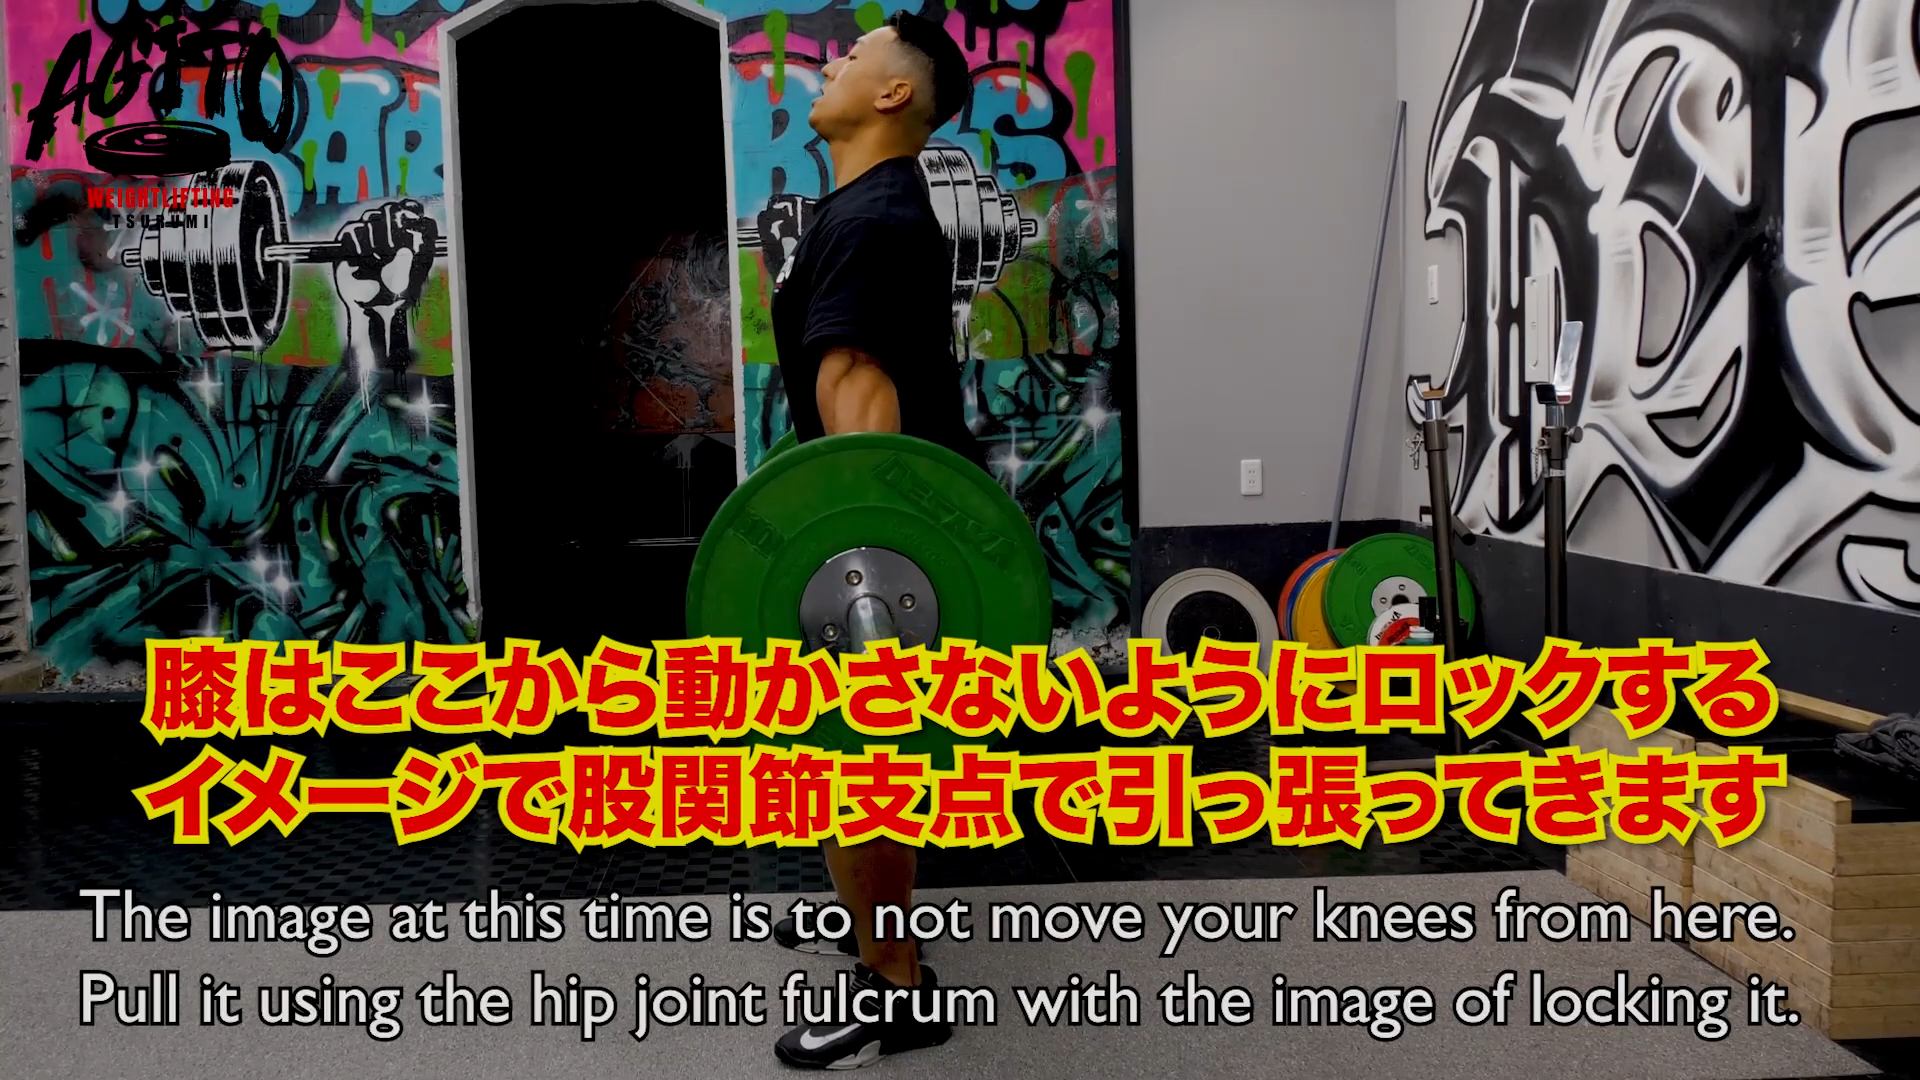 AGITO
WEIGHTLIFTING
TSURUMI
膝はここから動かさないようにロックする
イメージで股関節支点で引っ張ってきます
The image at this time is to not move your knees from here.
Pull it using the hip joint fulcrum with the image of locking it.